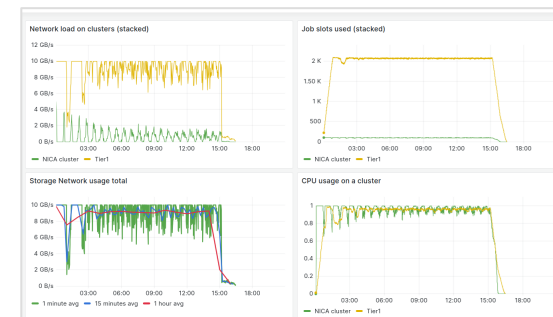 Network load on clusters (stacked)
12 GB/s
10 GB/s
8 GB/s
6 GB/s
4 GB/s
2 GB/s
0 B/s
03:00 06:00 09:00 12:00 15:00 18:00
NICA cluster Tier1
Job slots used (stacked)
2 K
1.50 K
1 K
500
0
03:00 06:00 09:00 12:00 15:00 18:00
NICA cluster Tier1
Storage Network usage total
10 GB/s
8 GB/s
6 GB/s
4 GB/s
2 GB/s
0 B/s
03:00 06:00 09:00 12:00 15:00 18:00
1 minute avg 15 minutes avg 1 hour avg
CPU usage on a cluster
1
0.8
0.6
0.4
0.2
0
03:00 06:00 09:00 12:00 15:00 18:00
NICA cluster Tier1